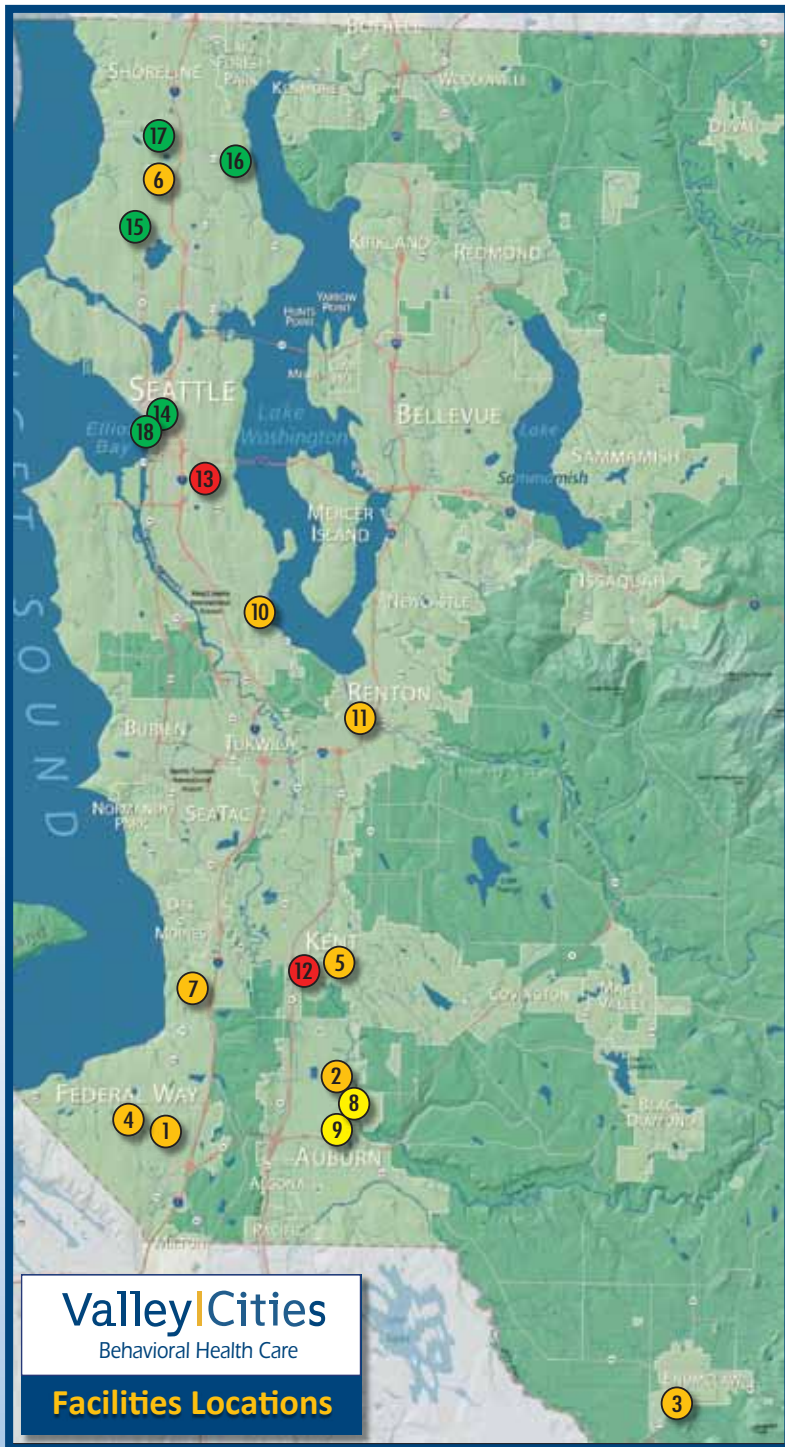 BOTHELL
SHORELINE
LAKE
FOREST
PARK
KENMORE
WOODINVILLE
DUVALL
17
16
6
15
KIRKLAND
REDMOND
HUNTS
POINT
YARROW
POINT
SEATTLE
14
18
Elliott
Bay
Lake
Washington
BELLEVUE
Lake
Sammamish
SAMMAMISH
13
MERCER
ISLAND
PUGET SOUND
ISSAQUAH
NEWCASTLE
10
RENTON
11
BURIEN
TUKWILA
NORMANDY
PARK
SEATAC
DES
MOINES
KENT
12
5
7
COVINGTON
MAPLE
VALLEY
2
8
9
FEDERAL WAY
4
1
BLACK
DIAMOND
AUBURN
ALGONA
PACIFIC
MILTON
ENUMCLAW
3
Valley|Cities
Behavioral Health Care
Facilities Locations